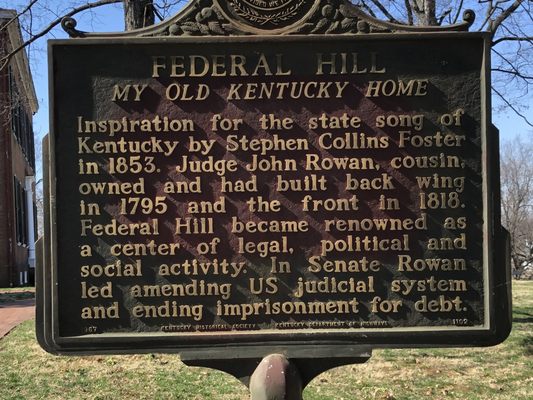 FEDERAL HILL
MY OLD KENTUCKY HOME
Inspiration for the state song of
Kentucky by Stephen Collins Foster
in 1853. Judge John Rowan, cousin,
owned and had built back wing
in 1795 and the front in 1818.
Federal Hill became renowned as
a center of legal, political and
social activity. In Senate Rowan
led amending US judicial system
and ending imprisonment for debt.
'67 KENTUCKY HISTORICAL SOCIETY KENTUCKY DEPARTMENT OF HIGHWAYS 1102